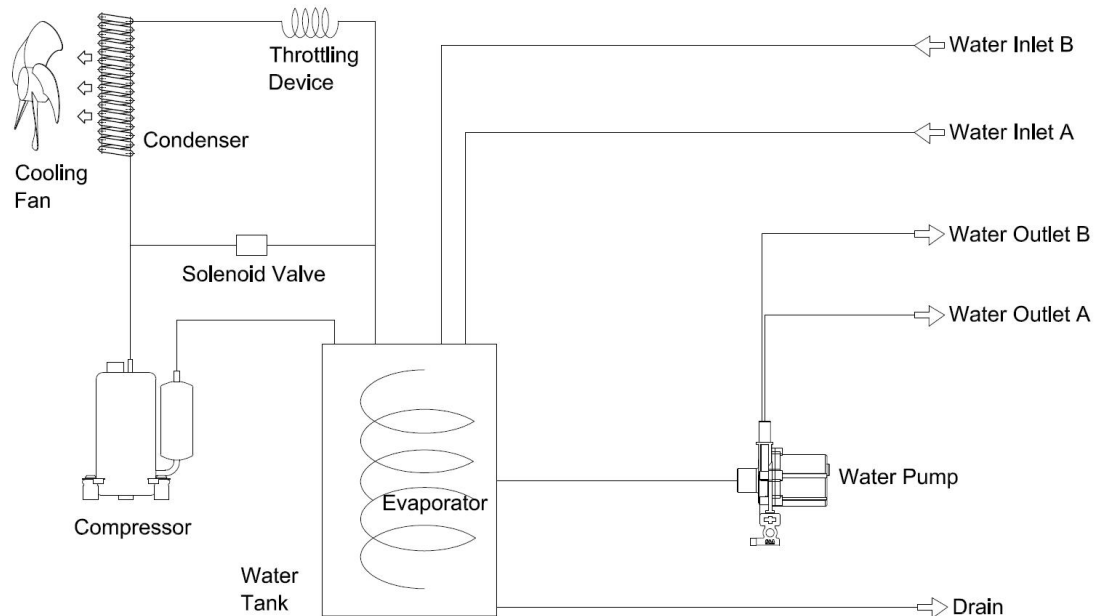 Water Inlet B
Throttling
Device
Water Inlet A
Condenser
Cooling
Fan
Water Outlet B
Solenoid Valve
Water Outlet A
Water Pump
Evaporator
Compressor
Water
Tank
Drain